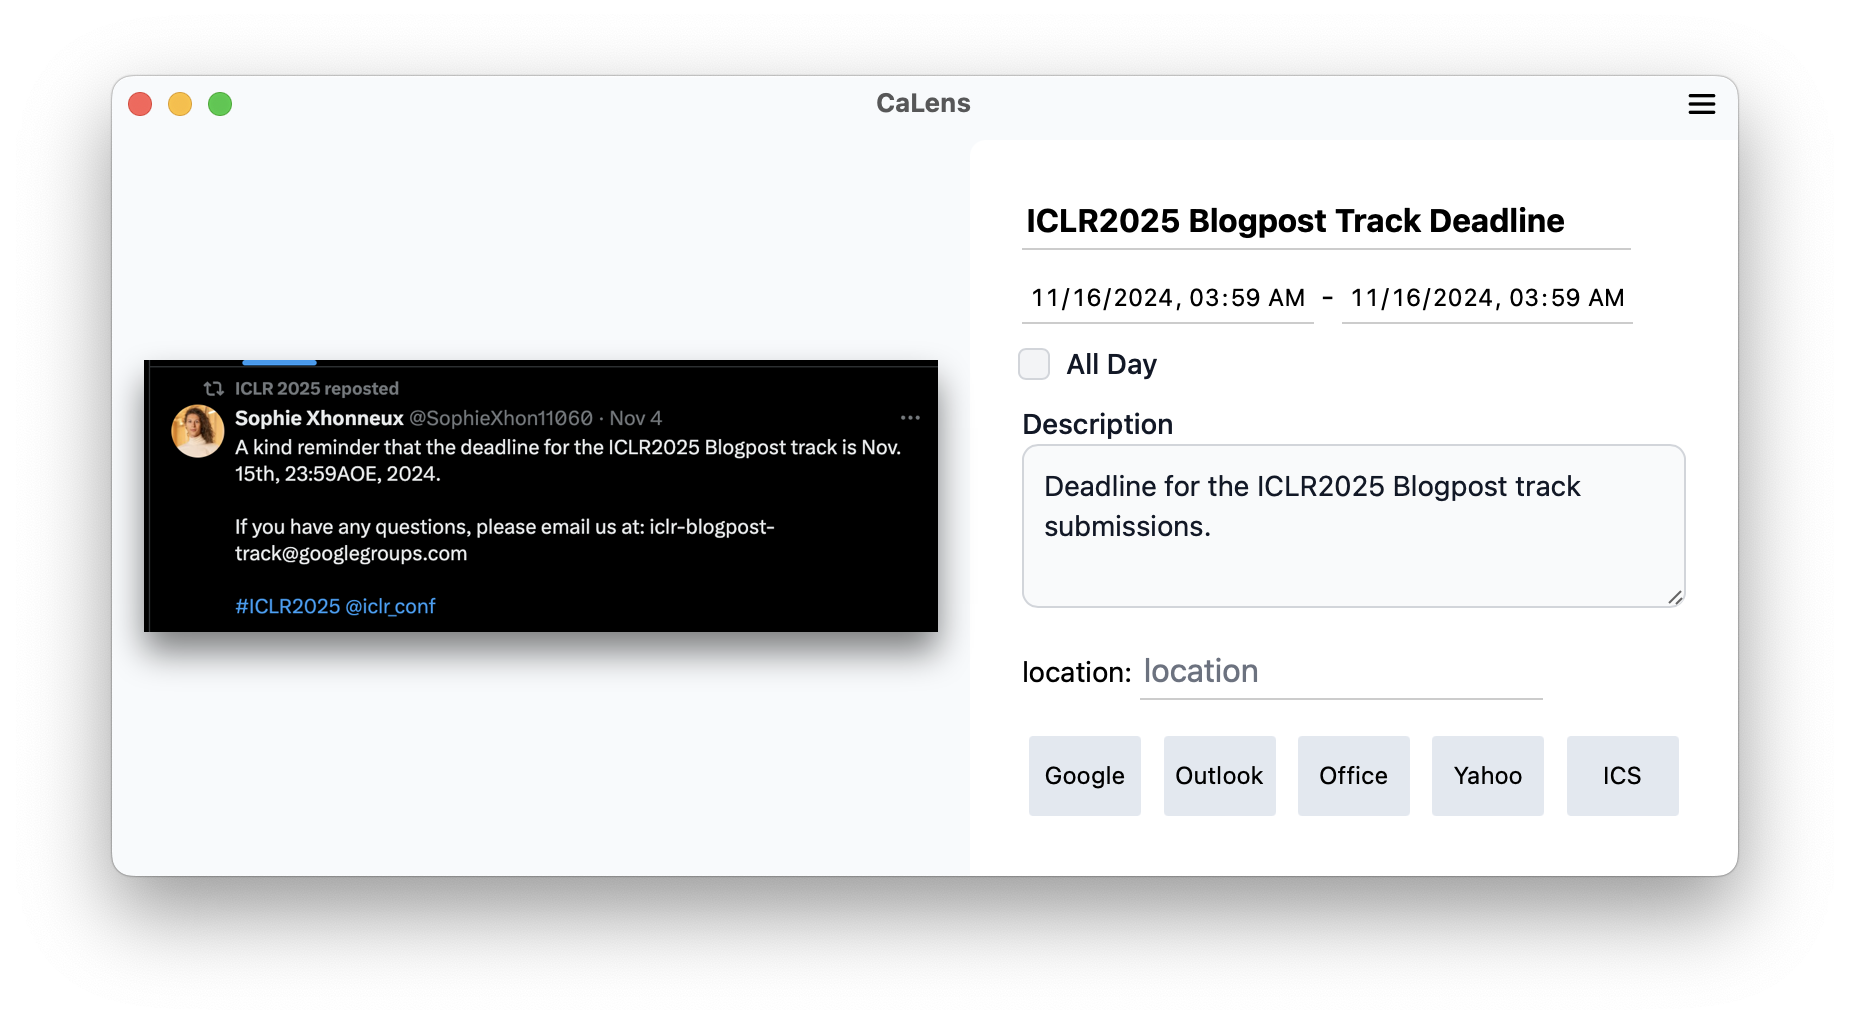 CaLens
ICLR 2025 reposted
Sophie Xhonneux @SophieXhon11060 · Nov 4
A kind reminder that the deadline for the ICLR2025 Blogpost track is Nov.
15th, 23:59AOE, 2024.
If you have any questions, please email us at: iclr-blogpost-
track@googlegroups.com
#ICLR2025 @iclr_conf
ICLR2025 Blogpost Track Deadline
11/16/2024, 03:59 AM - 11/16/2024, 03:59 AM
All Day
Description
Deadline for the ICLR2025 Blogpost track
submissions.
location: location
Google Outlook Office Yahoo ICS